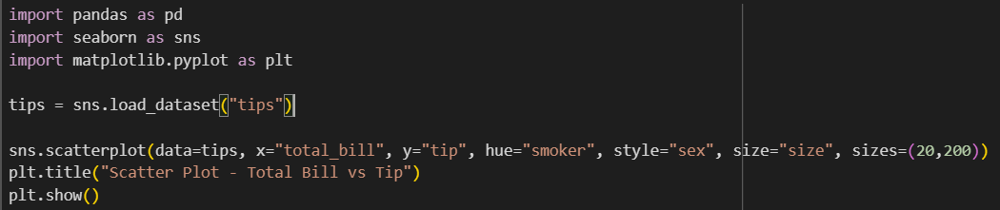 import pandas as pd
import seaborn as sns
import matplotlib.pyplot as plt
tips = sns.load_dataset("tips")
sns.scatterplot(data=tips, x="total_bill", y="tip", hue="smoker", style="sex", size="size", sizes=(20,200))
plt.title("Scatter Plot - Total Bill vs Tip")
plt.show()